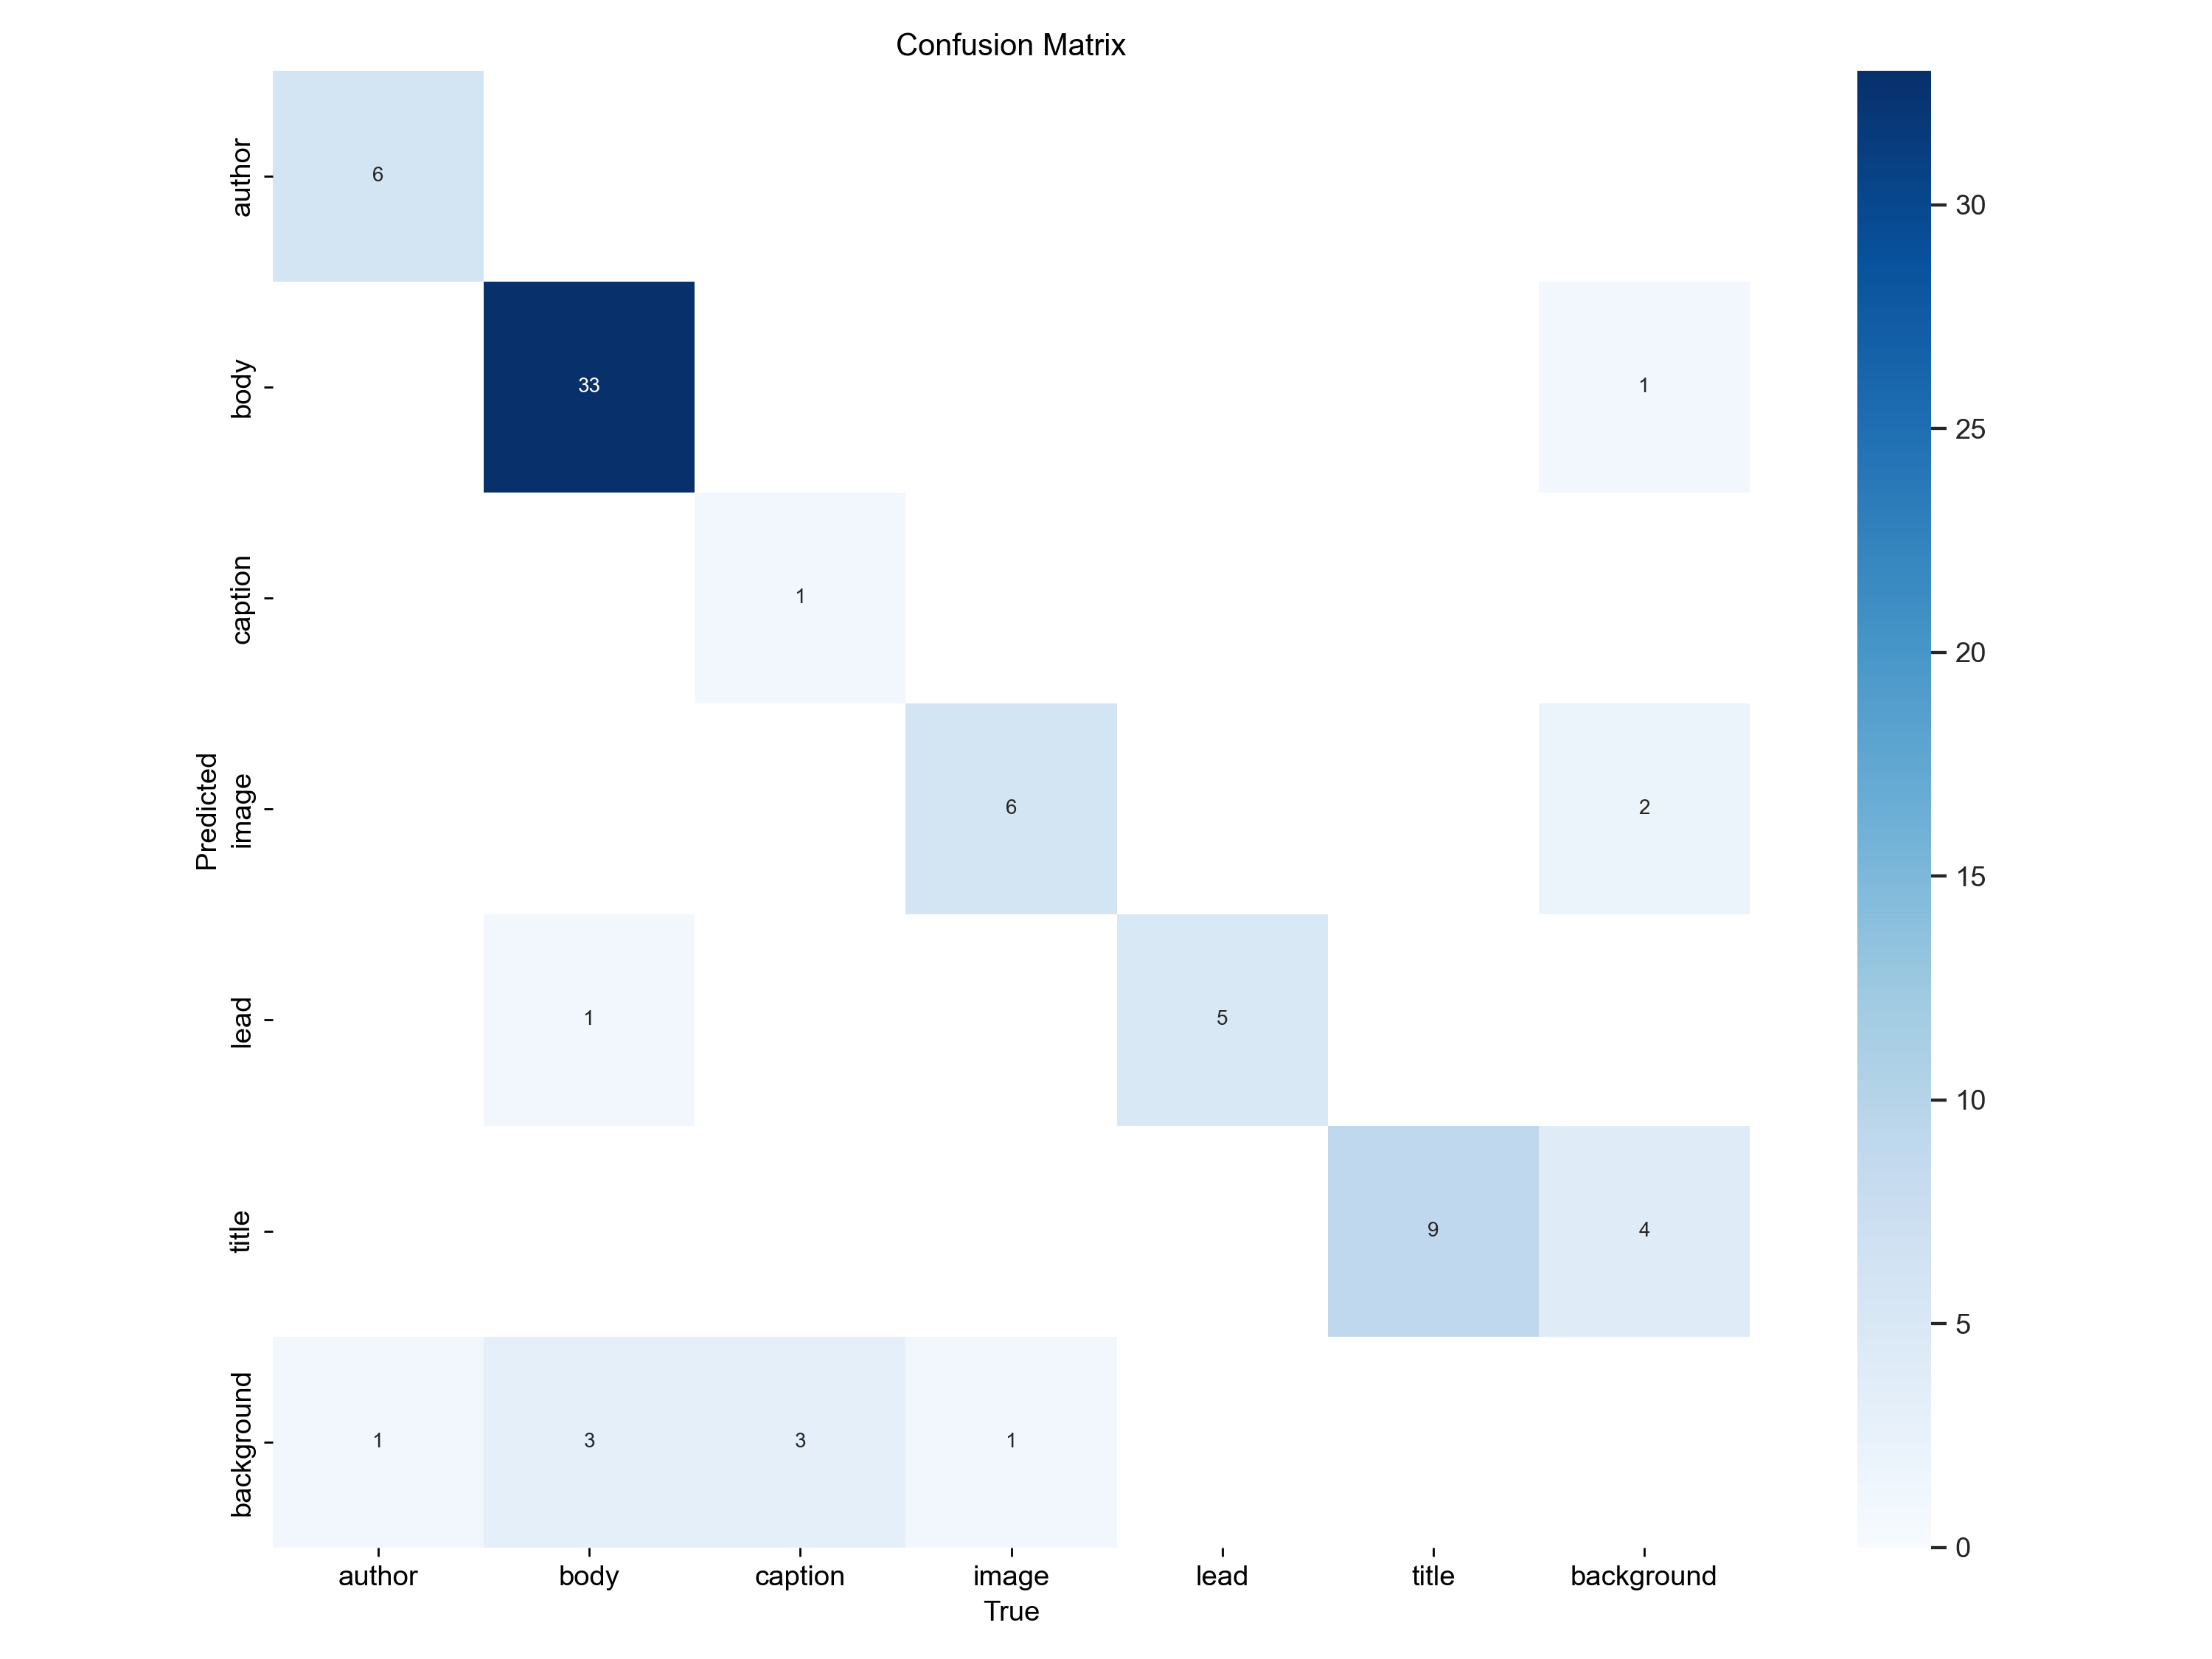 Confusion Matrix
author
6
30
body
33
1
25
caption
1
20
Predicted
image
6
2
15
lead
1
5
10
title
9
4
5
background
1
3
3
1
0
author
body
caption
image
lead
title
background
True